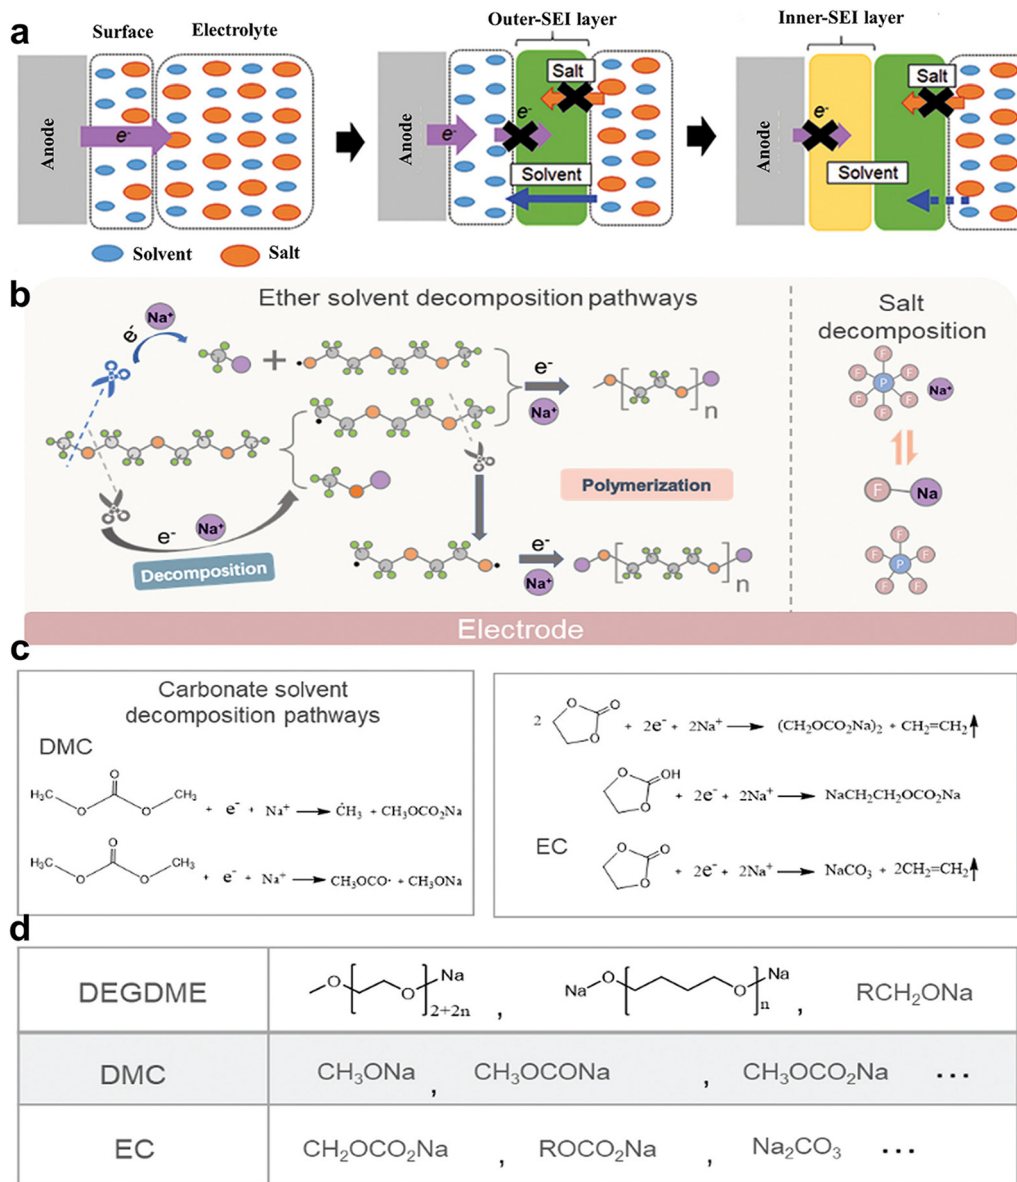 a
Surface
Electrolyte
Outer-SEI layer
Inner-SEI layer
Anode
e-
Anode
e-
e-
Salt
Solvent
Anode
e-
Salt
Solvent
Solvent
Salt
b
Ether solvent decomposition pathways
Salt
decomposition
e-
Na+
+
e-
Na+
n
e-
Na+
Decomposition
Polymerization
e-
Na+
n
F
F
F
P
F
F
F
Na+
F
Na
F
F
F
P
F
F
Electrode
c
Carbonate solvent
decomposition pathways
DMC
O
H3C
O
O
CH3
+ e- + Na+ → ĊH3 + CH3OCO2Na
O
H3C
O
O
CH3
+ e- + Na+ → CH3OCO· + CH3ONa
2
O
O
O
+ 2e- + 2Na+ → (CH2OCO2Na)2 + CH2=CH2↑
O
OH
O
+ 2e- + 2Na+ → NaCH2CH2OCO2Na
EC
O
O
O
+ 2e- + 2Na+ → NaCO3 + 2CH2=CH2↑
d
DEGDME
O
O
Na
2+2n
,
Na
O
O
Na
n
,
RCH2ONa
DMC
CH3ONa , CH3OCONa , CH3OCO2Na ...
EC
CH2OCO2Na , ROCO2Na , Na2CO3 ...